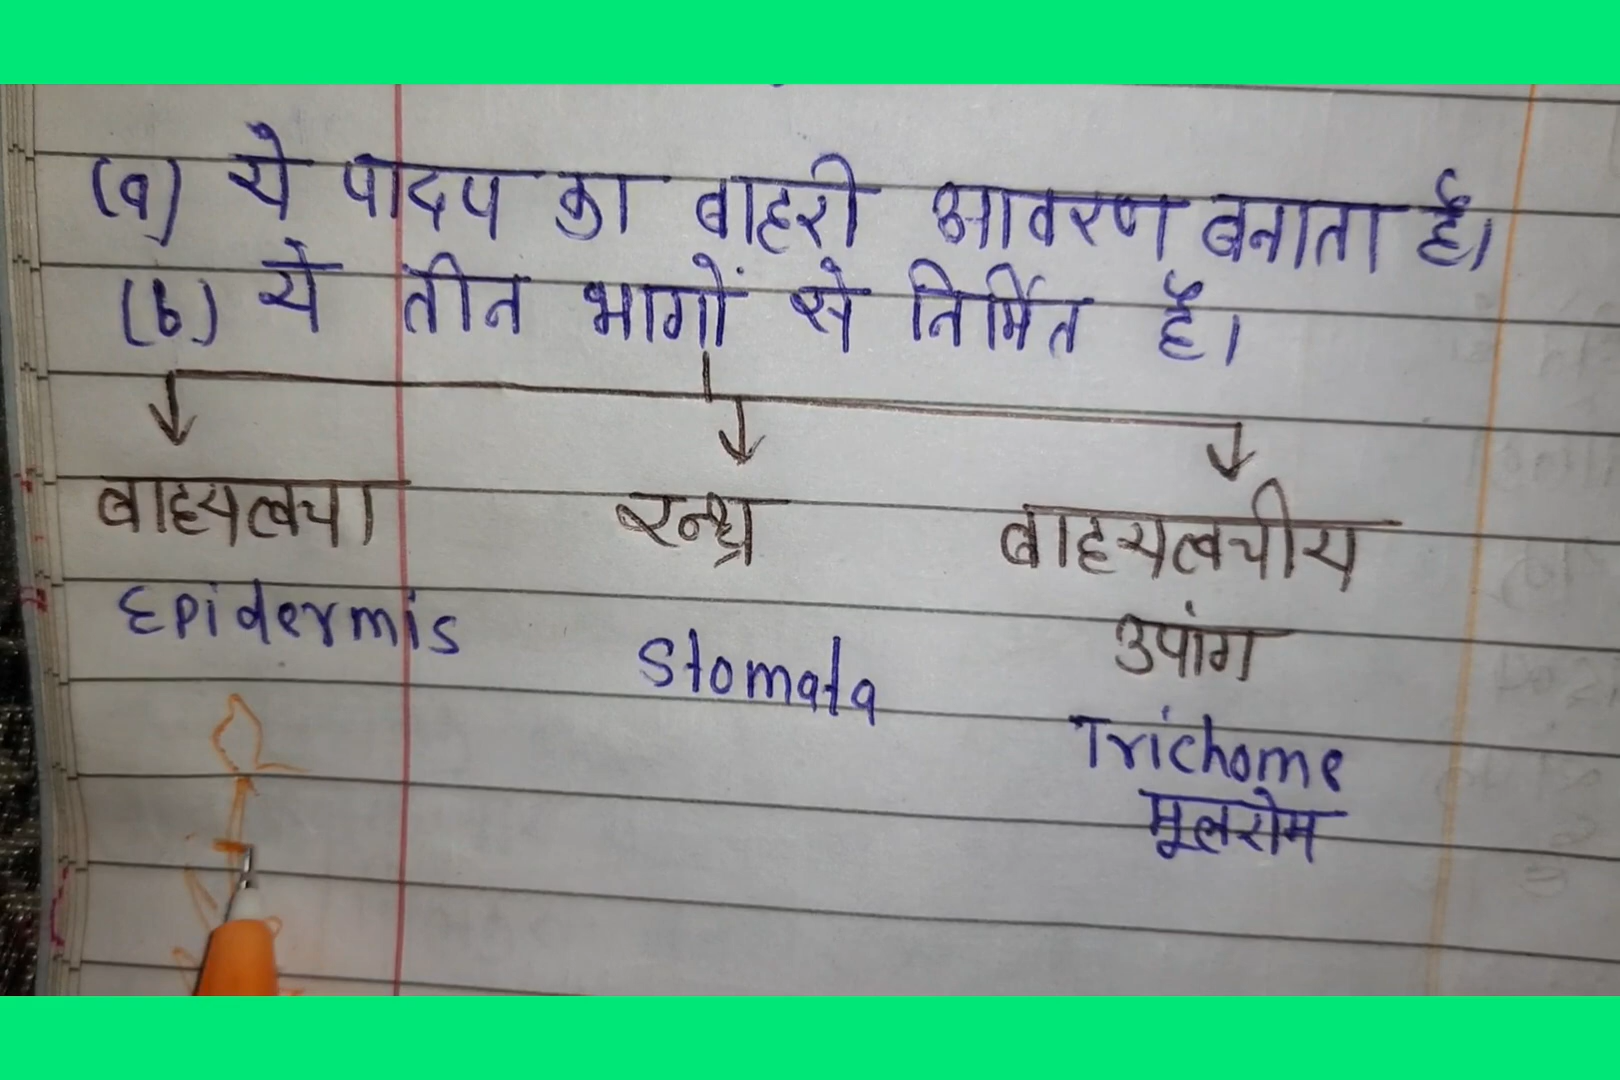 (a) ये पादप का बाहरी आवरण बनाता है।
(b) ये तीन भागों से निर्मित है।
बाह्यत्वचा रन्ध्र बाह्यत्वचीय
उपांग
Epidermis Stomata
Trichome
मूलरोम